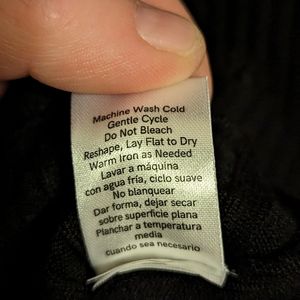 Machine Wash Cold
Gentle Cycle
Do Not Bleach
Reshape, Lay Flat to Dry
Warm Iron as Needed
Lavar a máquina
con agua fría, ciclo suave
No blanquear
Dar forma, dejar secar
sobre superficie plana
Planchar a temperatura
media
cuando sea necesario